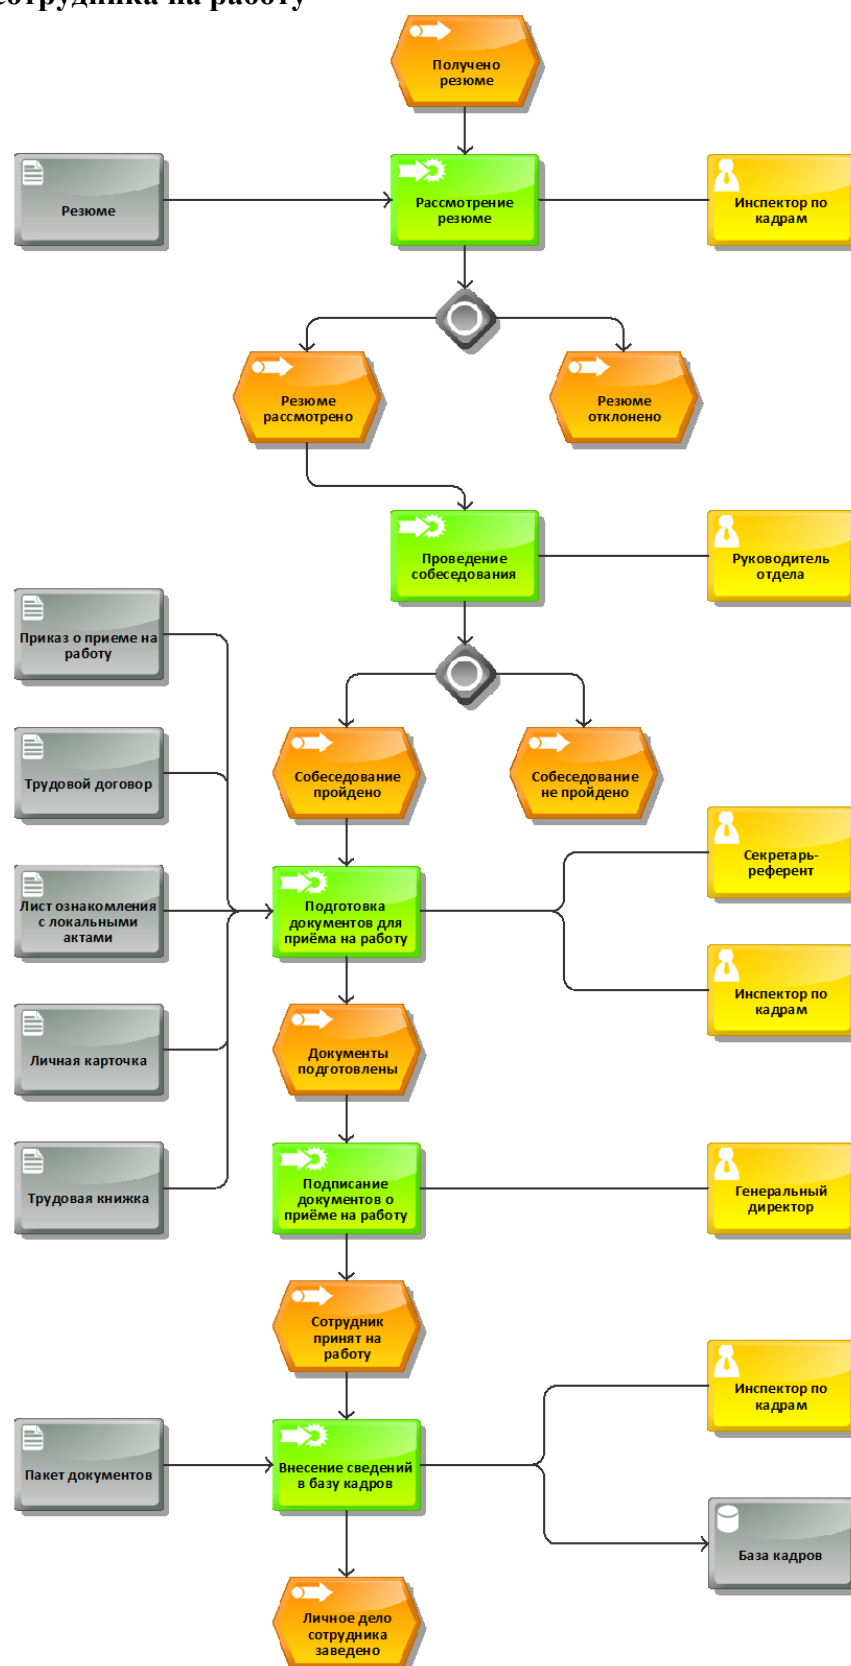 сотрудника на работу
Получено
резюме
Резюме
Рассмотрение
резюме
Инспектор по
кадрам
Резюме
рассмотрено
Резюме
отклонено
Проведение
собеседования
Руководитель
отдела
Приказ о приеме на
работу
Собеседование
пройдено
Собеседование
не пройдено
Трудовой договор
Секретарь-
референт
Лист ознакомления
с локальными
актами
Подготовка
документов для
приёма на работу
Инспектор по
кадрам
Личная карточка
Документы
подготовлены
Трудовая книжка
Подписание
документов о
приёме на работу
Генеральный
директор
Сотрудник
принят на
работу
Инспектор по
кадрам
Пакет документов
Внесение сведений
в базу кадров
База кадров
Личное дело
сотрудника
заведено